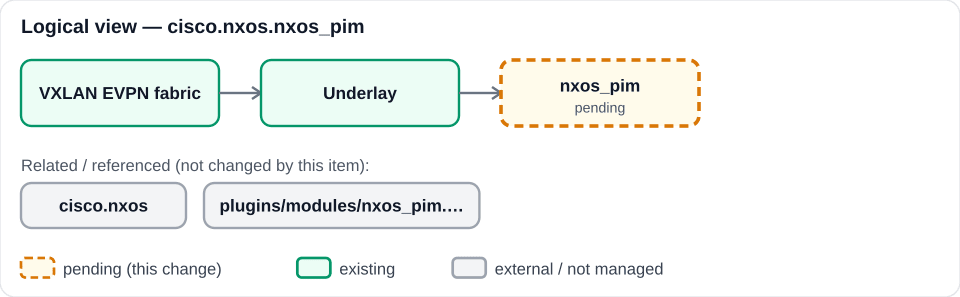 Logical view — cisco.nxos.nxos_pim
VXLAN EVPN fabric
Underlay
nxos_pim
pending
Related / referenced (not changed by this item):
cisco.nxos
plugins/modules/nxos_pim.…
pending (this change)
existing
external / not managed